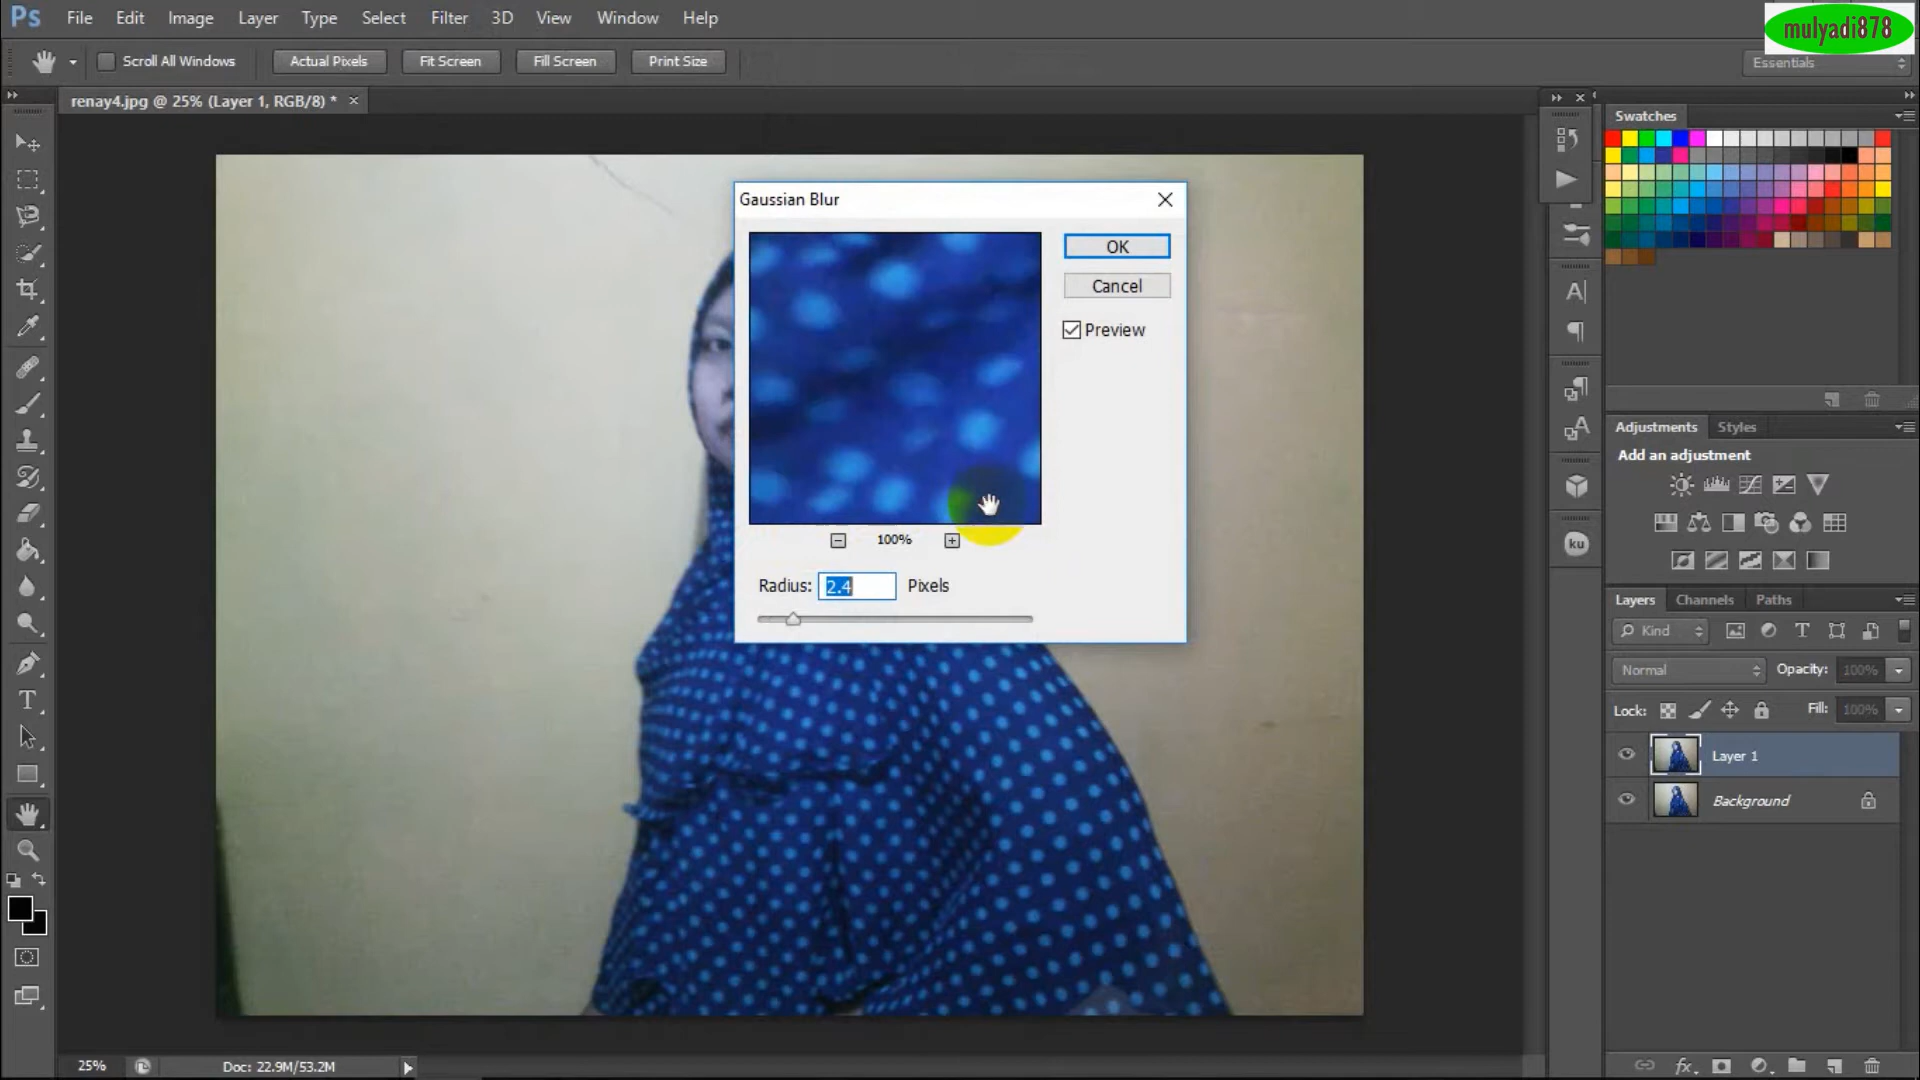 Ps File Edit Image Layer Type Select Filter 3D View Window Help
mulyadi878
Scroll All Windows Actual Pixels Fit Screen Fill Screen Print Size
Essentials
renay4.jpg @ 25% (Layer 1, RGB/8) *
Swatches
Gaussian Blur
OK
Cancel
Preview
100%
Radius: 2.4 Pixels
ku
Adjustments Styles
Add an adjustment
Layers Channels Paths
Kind
Normal Opacity: 100%
Lock: Fill: 100%
Layer 1
Background
fx
25% Doc: 22.9M/53.2M